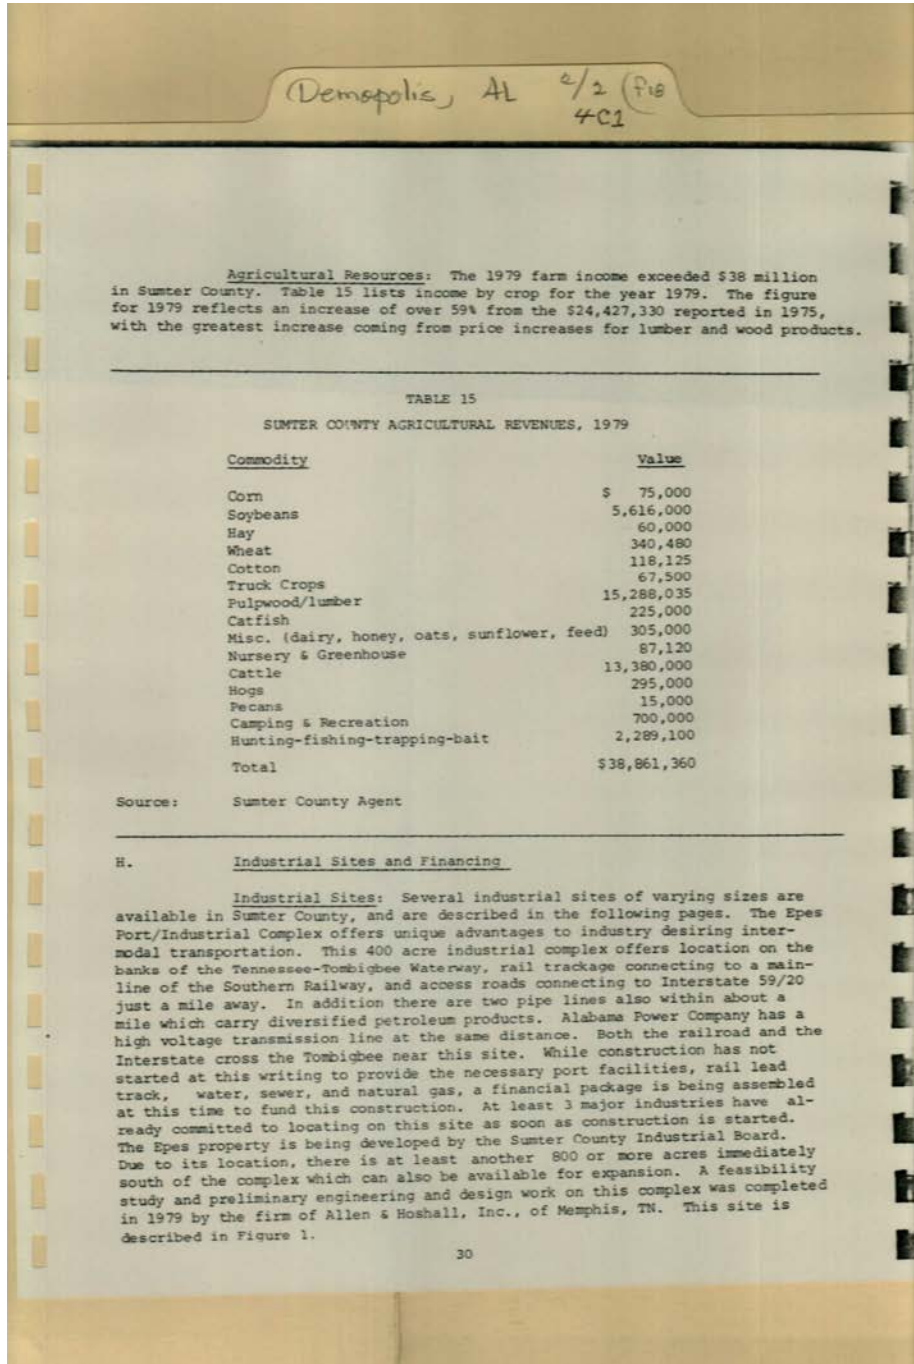 Demopolis, AL 2/2 (F18
4C1
Agricultural Resources: The 1979 farm income exceeded $38 million
in Sumter County. Table 15 lists income by crop for the year 1979. The figure
for 1979 reflects an increase of over 59% from the $24,427,330 reported in 1975,
with the greatest increase coming from price increases for lumber and wood products.
TABLE 15
SUMTER COUNTY AGRICULTURAL REVENUES, 1979
Commodity Value
Corn $ 75,000
Soybeans 5,616,000
Hay 60,000
Wheat 340,480
Cotton 118,125
Truck Crops 67,500
Pulpwood/lumber 15,288,035
Catfish 225,000
Misc. (dairy, honey, oats, sunflower, feed) 305,000
Nursery & Greenhouse 87,120
Cattle 13,380,000
Hogs 295,000
Pecans 15,000
Camping & Recreation 700,000
Hunting-fishing-trapping-bait 2,289,100
Total $38,861,360
Source: Sumter County Agent
H. Industrial Sites and Financing
Industrial Sites: Several industrial sites of varying sizes are
available in Sumter County, and are described in the following pages. The Epes
Port/Industrial Complex offers unique advantages to industry desiring inter-
modal transportation. This 400 acre industrial complex offers location on the
banks of the Tennessee-Tombigbee Waterway, rail trackage connecting to a main-
line of the Southern Railway, and access roads connecting to Interstate 59/20
just a mile away. In addition there are two pipe lines also within about a
mile which carry diversified petroleum products. Alabama Power Company has a
high voltage transmission line at the same distance. Both the railroad and the
Interstate cross the Tombigbee near this site. While construction has not
started at this writing to provide the necessary port facilities, rail lead
track, water, sewer, and natural gas, a financial package is being assembled
at this time to fund this construction. At least 3 major industries have al-
ready committed to locating on this site as soon as construction is started.
The Epes property is being developed by the Sumter County Industrial Board.
Due to its location, there is at least another 800 or more acres immediately
south of the complex which can also be available for expansion. A feasibility
study and preliminary engineering and design work on this complex was completed
in 1979 by the firm of Allen & Hoshall, Inc., of Memphis, TN. This site is
described in Figure 1.
30